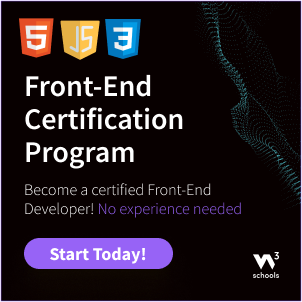 5 JS 3
Front-End
Certification
Program
Become a certified Front-End
Developer! No experience needed
Start Today!
w3
schools